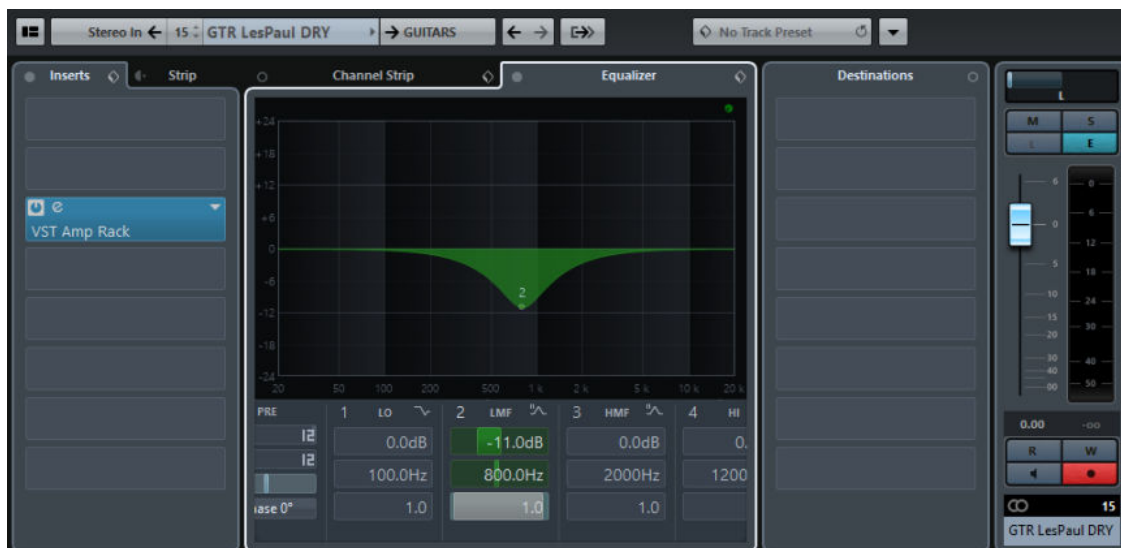 Stereo In 15 GTR LesPaul DRY GUITARS No Track Preset
Inserts Strip Channel Strip Equalizer Destinations
L
M S
L E
VST Amp Rack
+24
+18
+12
+6
0
-6
-12
-18
-24
2
20 50 100 200 500 1 k 2 k 5 k 10 k 20 k
PRE 1 LO 2 LMF 3 HMF 4 HI
12 0.0dB -11.0dB 0.0dB 0.
12 100.0Hz 800.0Hz 2000Hz 1200
hase 0° 1.0 1.0 1.0
6 0
0 6
12
5 18
10 24
15
20 30
30
40 40
00 50
0.00 -oo
R W
15
GTR LesPaul DRY